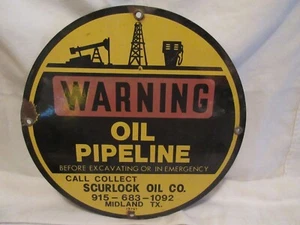 WARNING
OIL
PIPELINE
BEFORE EXCAVATING OR IN EMERGENCY
CALL COLLECT
SCURLOCK OIL CO.
915-683-1092
MIDLAND TX.